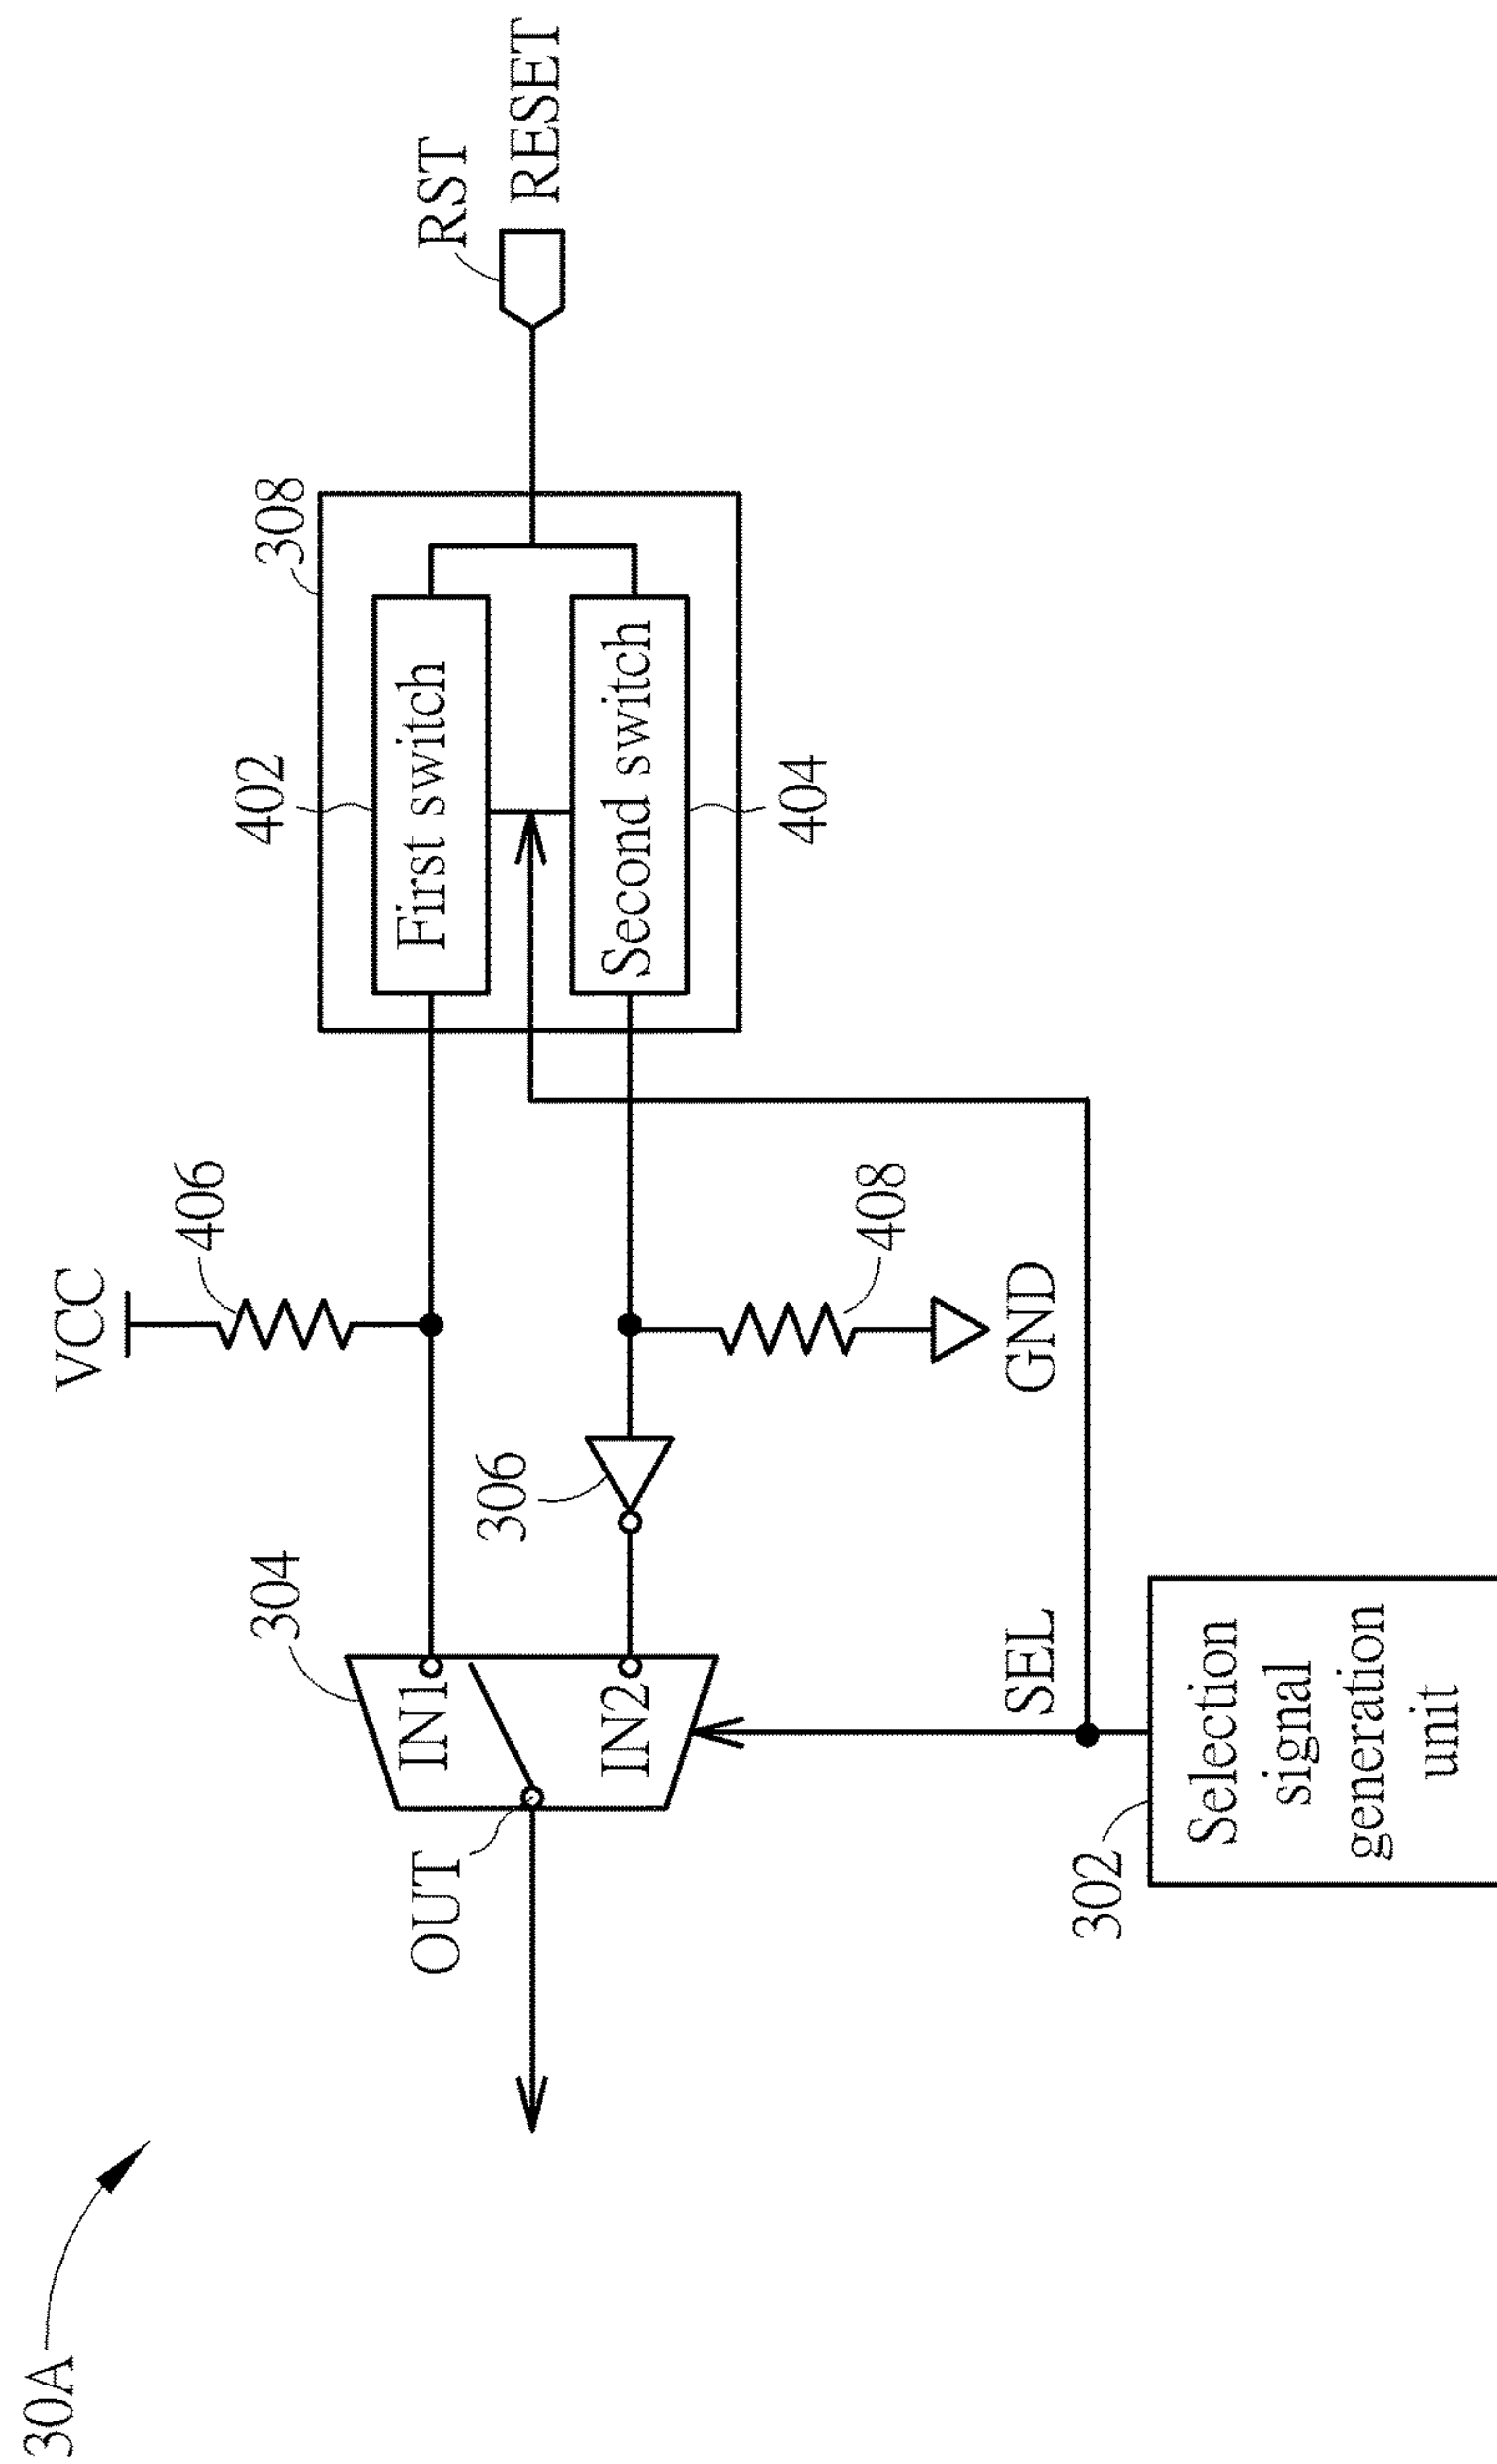 30A
VCC
406
304
402
308
RST
RESET
IN1
First switch
OUT
306
IN2
Second switch
408
404
GND
SEL
302
Selection
signal
generation
unit